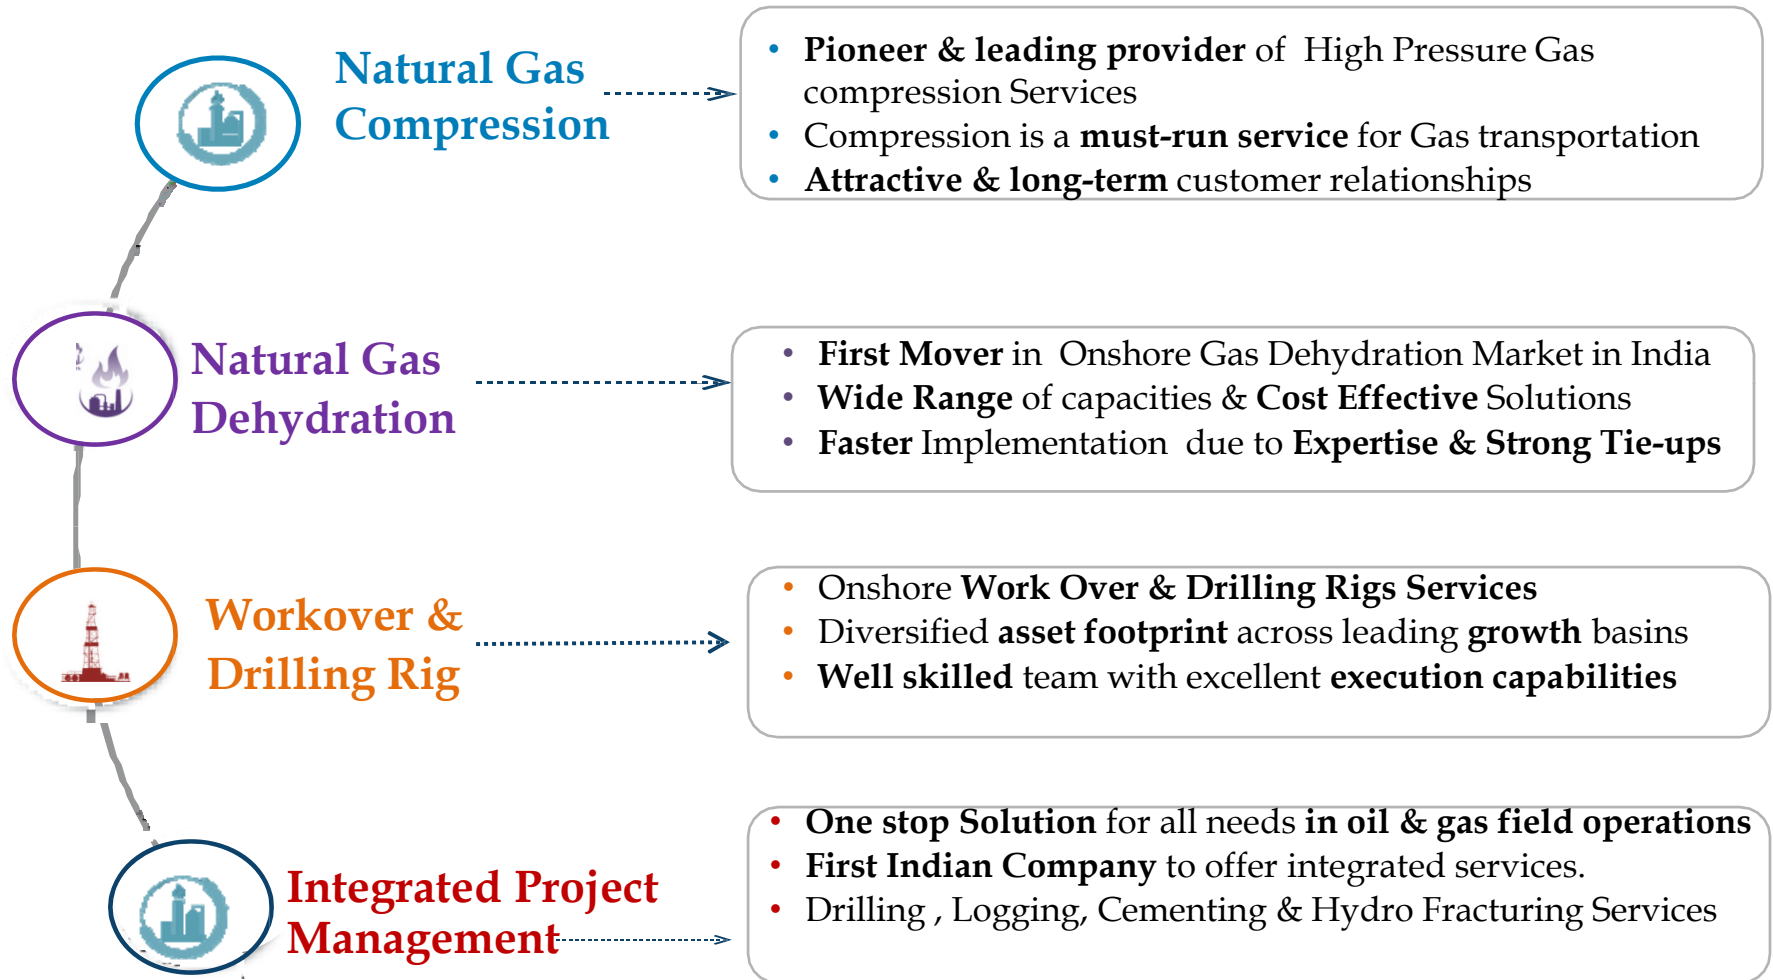 Natural Gas
Compression
• Pioneer & leading provider of High Pressure Gas
compression Services
• Compression is a must-run service for Gas transportation
• Attractive & long-term customer relationships
Natural Gas
Dehydration
• First Mover in Onshore Gas Dehydration Market in India
• Wide Range of capacities & Cost Effective Solutions
• Faster Implementation due to Expertise & Strong Tie-ups
Workover &
Drilling Rig
• Onshore Work Over & Drilling Rigs Services
• Diversified asset footprint across leading growth basins
• Well skilled team with excellent execution capabilities
Integrated Project
Management
• One stop Solution for all needs in oil & gas field operations
• First Indian Company to offer integrated services.
• Drilling , Logging, Cementing & Hydro Fracturing Services